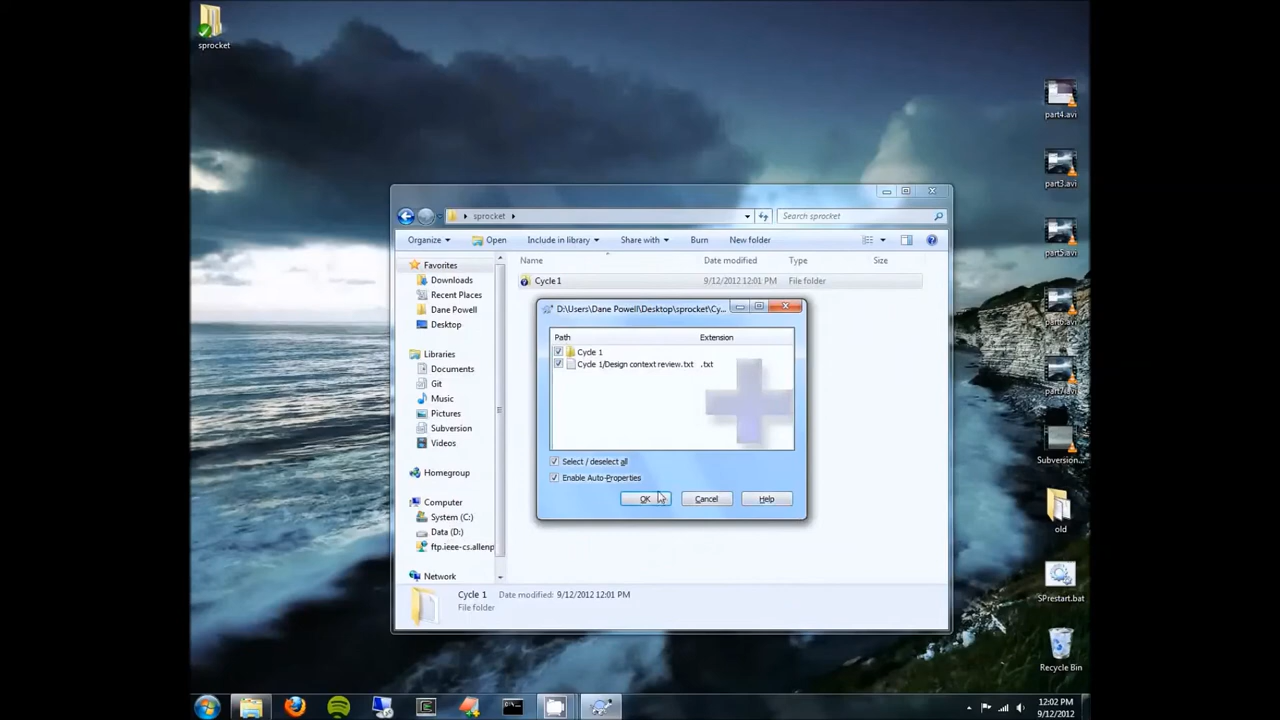 sprocket
part4.avi
part3.avi
part5.avi
part6.avi
part7.avi
Subversion...
old
SPrestart.bat
Recycle Bin
sprocket
Search sprocket
Organize
Open
Include in library
Share with
Burn
New folder
Name
Date modified
Type
Size
Cycle 1
9/12/2012 12:01 PM
File folder
Favorites
Downloads
Recent Places
Dane Powell
Desktop
Libraries
Documents
Git
Music
Pictures
Subversion
Videos
Homegroup
Computer
System (C:)
Data (D:)
ftp.ieee-cs.allenp
Network
D:\Users\Dane Powell\Desktop\sprocket\Cy...
Path
Extension
Cycle 1
Cycle 1/Design context review.txt
.txt
Select / deselect all
Enable Auto-Properties
OK
Cancel
Help
Cycle 1
Date modified: 9/12/2012 12:01 PM
File folder
12:02 PM
9/12/2012